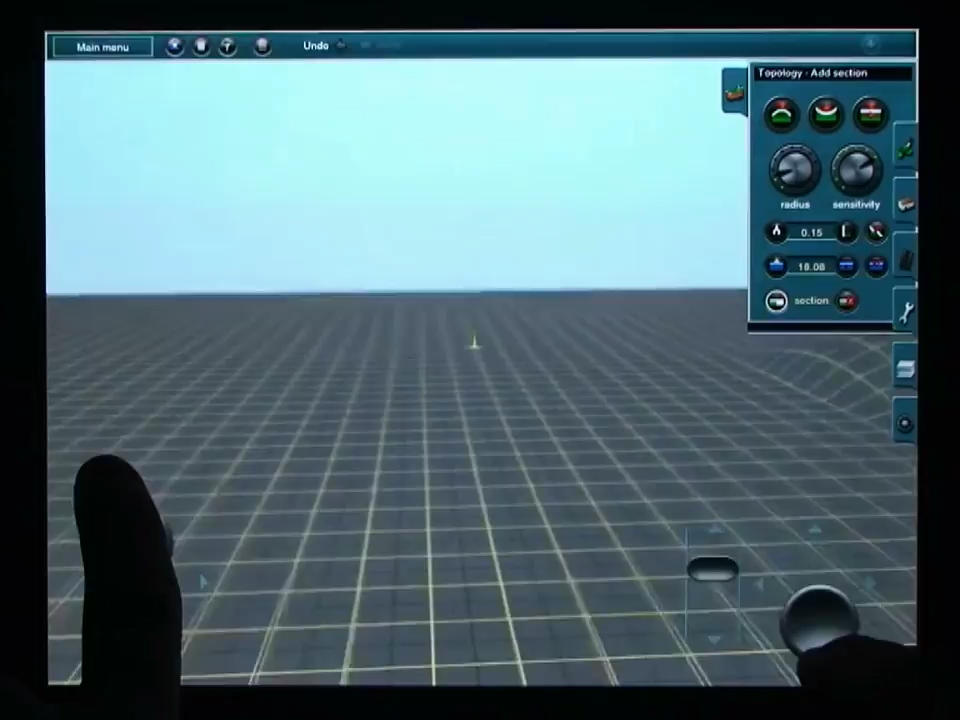 Main menu
Undo
Topology - Add section
radius
sensitivity
0.15
18.08
section